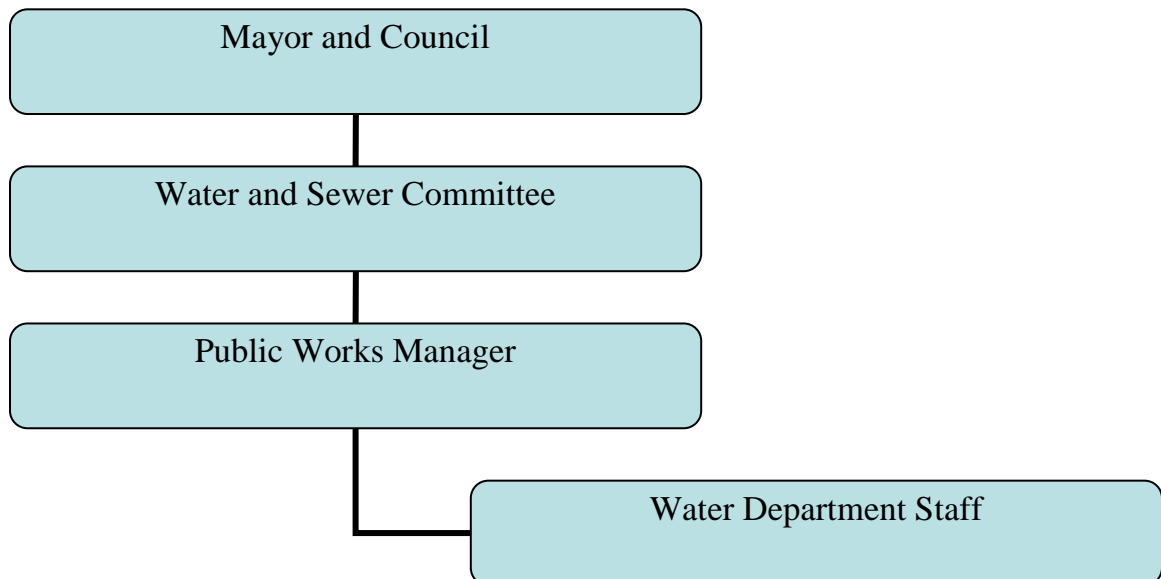 Mayor and Council
Water and Sewer Committee
Public Works Manager
Water Department Staff